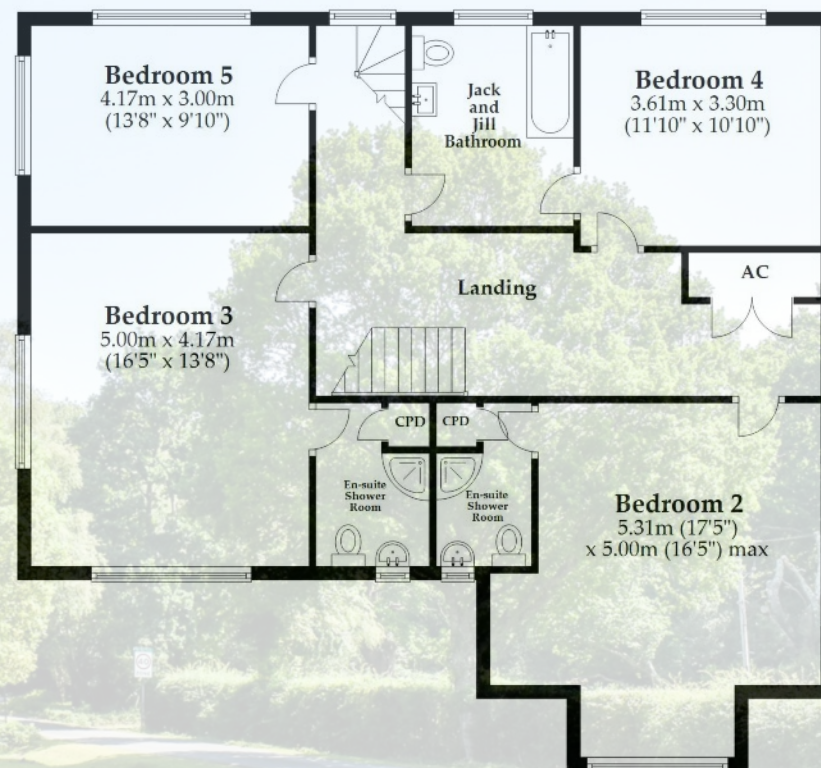 Bedroom 5
4.17m x 3.00m
(13'8" x 9'10")
Jack
and
Jill
Bathroom
Bedroom 4
3.61m x 3.30m
(11'10" x 10'10")
Landing
AC
Bedroom 3
5.00m x 4.17m
(16'5" x 13'8")
CPD
CPD
En-suite
Shower
Room
En-suite
Shower
Room
Bedroom 2
5.31m (17'5")
x 5.00m (16'5") max